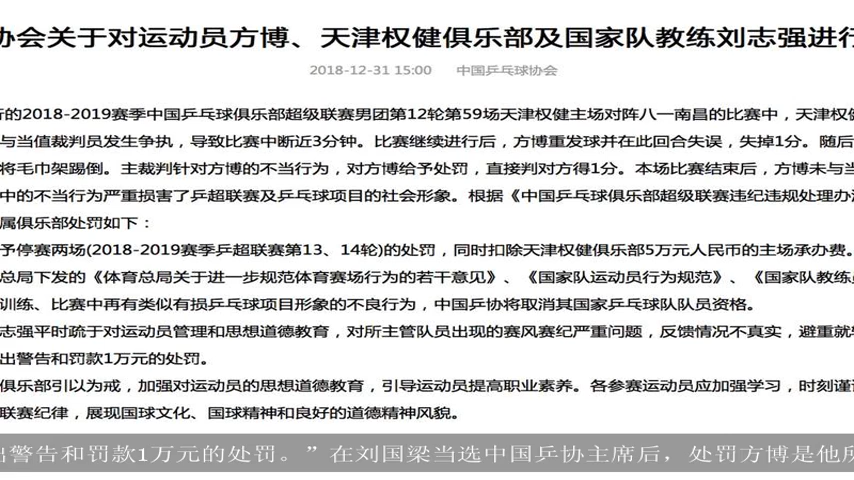 协会关于对运动员方博、天津权健俱乐部及国家队教练刘志强进行
2018-12-31 15:00 中国乒乓球协会
行的2018-2019赛季中国乒乓球俱乐部超级联赛男团第12轮第59场天津权健主场对阵八一南昌的比赛中，天津权健
与当值裁判员发生争执，导致比赛中断近3分钟。比赛继续进行后，方博重发球并在此回合失误，失掉1分。随后
将毛巾架踢倒。主裁判针对方博的不当行为，对方博给予处罚，直接判对方得1分。本场比赛结束后，方博未与当
中的不当行为严重损害了乒超联赛及乒乓球项目的社会形象。根据《中国乒乓球俱乐部超级联赛违纪违规处理办法
属俱乐部处罚如下：
予停赛两场(2018-2019赛季乒超联赛第13、14轮)的处罚，同时扣除天津权健俱乐部5万元人民币的主场承办费。
总局下发的《体育总局关于进一步规范体育赛场行为的若干意见》、《国家队运动员行为规范》、《国家队教练员
训练、比赛中再有类似有损乒乓球项目形象的不良行为，中国乒协将取消其国家乒乓球队队员资格。
志强平时疏于对运动员管理和思想道德教育，对所主管队员出现的赛风赛纪严重问题，反馈情况不真实，避重就轻
出警告和罚款1万元的处罚。
俱乐部引以为戒，加强对运动员的思想道德教育，引导运动员提高职业素养。各参赛运动员应加强学习，时刻谨记
联赛纪律，展现国球文化、国球精神和良好的道德精神风貌。
出警告和罚款1万元的处罚。”在刘国梁当选中国乒协主席后，处罚方博是他所